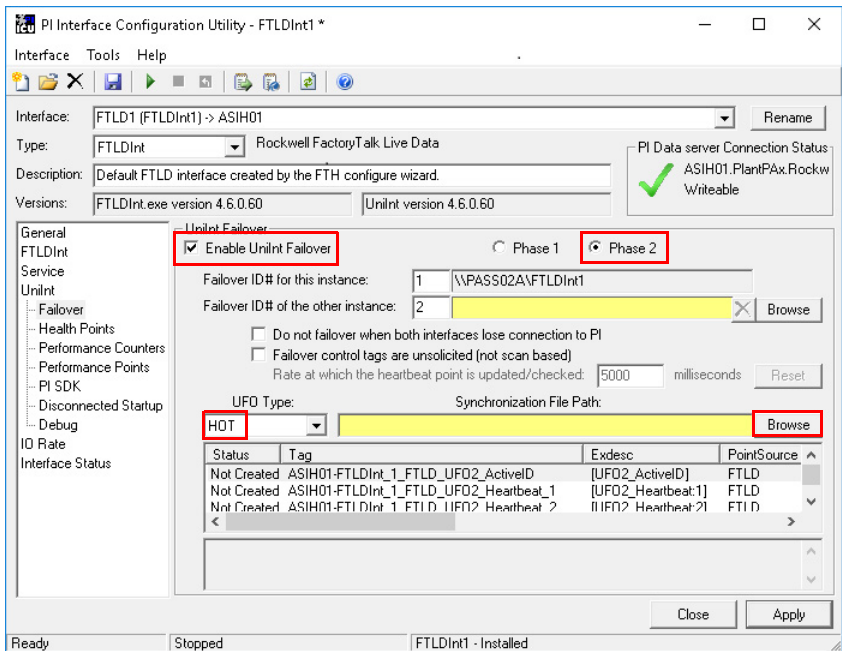 PI Interface Configuration Utility - FTLDInt1 *
Interface Tools Help
Interface: FTLD1 (FTLDInt1) -> ASIH01 Rename
Type: FTLDInt Rockwell FactoryTalk Live Data
PI Data server Connection Status
ASIH01.PlantPAx.Rockw
Writeable
Description: Default FTLD interface created by the FTH configure wizard.
Versions: FTLDInt.exe version 4.6.0.60 UniInt version 4.6.0.60
General
FTLDInt
Service
UniInt
Failover
Health Points
Performance Counters
Performance Points
PI SDK
Disconnected Startup
Debug
IO Rate
Interface Status
UniInt Failover
Enable UniInt Failover Phase 1 Phase 2
Failover ID# for this instance: 1 \\PASS02A\FTLDInt1
Failover ID# of the other instance: 2 Browse
Do not failover when both interfaces lose connection to PI
Failover control tags are unsolicited (not scan based)
Rate at which the heartbeat point is updated/checked: 5000 milliseconds Reset
UFO Type: Synchronization File Path:
HOT Browse
Status Tag Exdesc PointSource
Not Created ASIH01-FTLDInt_1_FTLD_UFO2_ActiveID [UFO2_ActiveID] FTLD
Not Created ASIH01-FTLDInt_1_FTLD_UFO2_Heartbeat_1 [UFO2_Heartbeat:1] FTLD
Not Created ASIH01-FTLDInt_1_FTLD_UFO2_Heartbeat_2 [UFO2_Heartbeat:2] FTLD
Close Apply
Ready Stopped FTLDInt1 - Installed